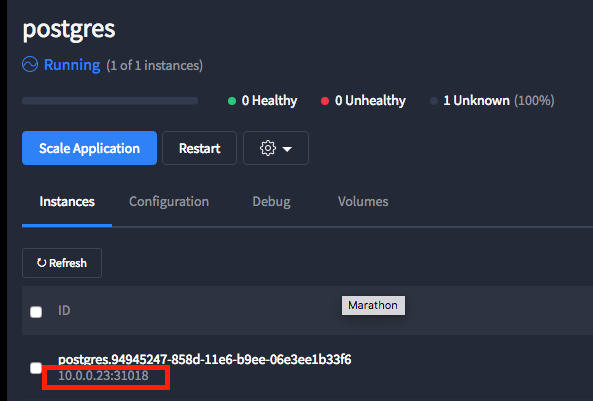 postgres
Running (1 of 1 instances)
0 Healthy 0 Unhealthy 1 Unknown (100%)
Scale Application Restart
Instances Configuration Debug Volumes
Refresh
ID
Marathon
postgres.94945247-858d-11e6-b9ee-06e3ee1b33f6
10.0.0.23:31018